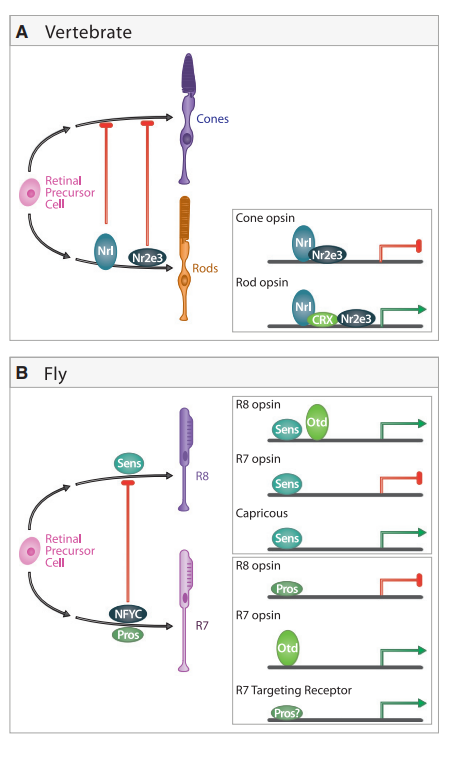 A Vertebrate
Cones
Retinal
Precursor
Cell
Nrl
Nr2e3
Rods
Cone opsin
Nrl
Nr2e3
Rod opsin
Nrl
CRX
Nr2e3
B Fly
Sens
R8
Retinal
Precursor
Cell
NFYC
Pros
R7
R8 opsin
Sens
Otd
R7 opsin
Sens
Capricous
Sens
R8 opsin
Pros
R7 opsin
Otd
R7 Targeting Receptor
Pros?